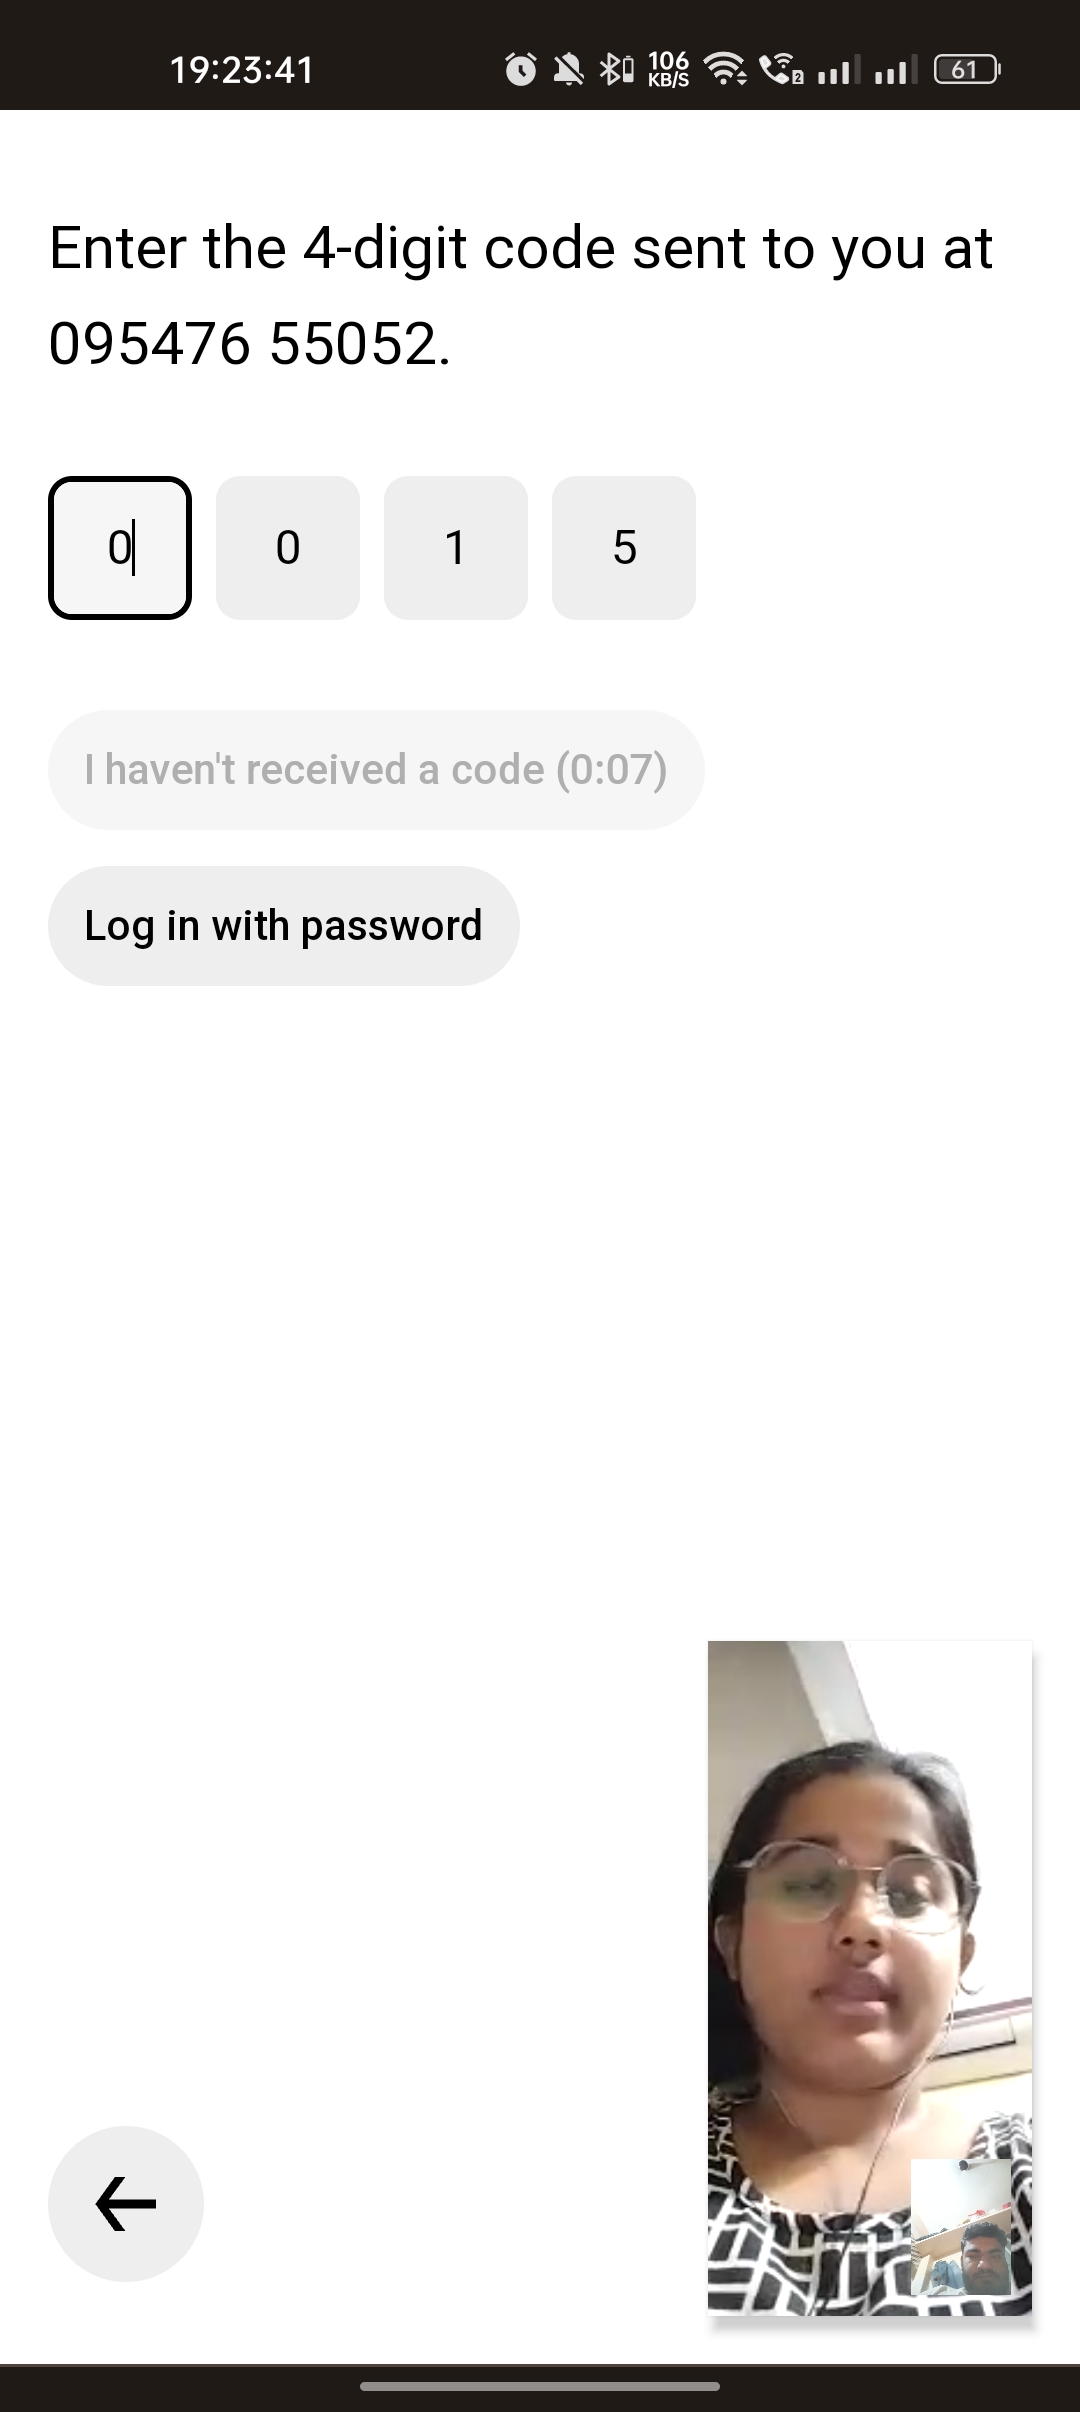 19:23:41
106
KB/S
2
61
Enter the 4-digit code sent to you at
095476 55052.
0 0 1 5
I haven't received a code (0:07)
Log in with password